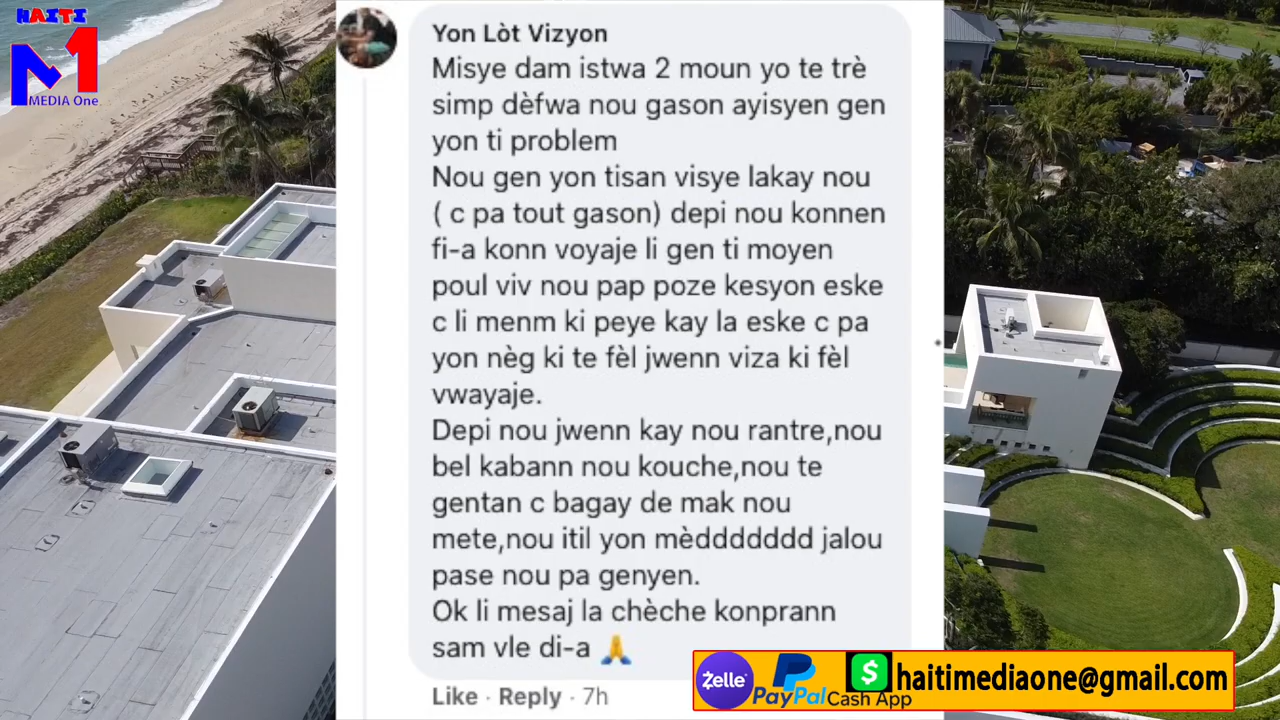 HAITI
M1
MEDIA One
Yon Lòt Vizyon
Misye dam istwa 2 moun yo te trè
simp dèfwa nou gason ayisyen gen
yon ti problem
Nou gen yon tisan visye lakay nou
( c pa tout gason) depi nou konnen
fi-a konn voyaje li gen ti moyen
poul viv nou pap poze kesyon eske
c li menm ki peye kay la eske c pa
yon nèg ki te fèl jwenn viza ki fèl
vwayaje.
Depi nou jwenn kay nou rantre,nou
bel kabann nou kouche,nou te
gentan c bagay de mak nou
mete,nou itil yon mèddddddd jalou
pase nou pa genyen.
Ok li mesaj la chèche konprann
sam vle di-a 🙏
Like · Reply · 7h
Zelle
PayPal
$
Cash App
haitimediaone@gmail.com